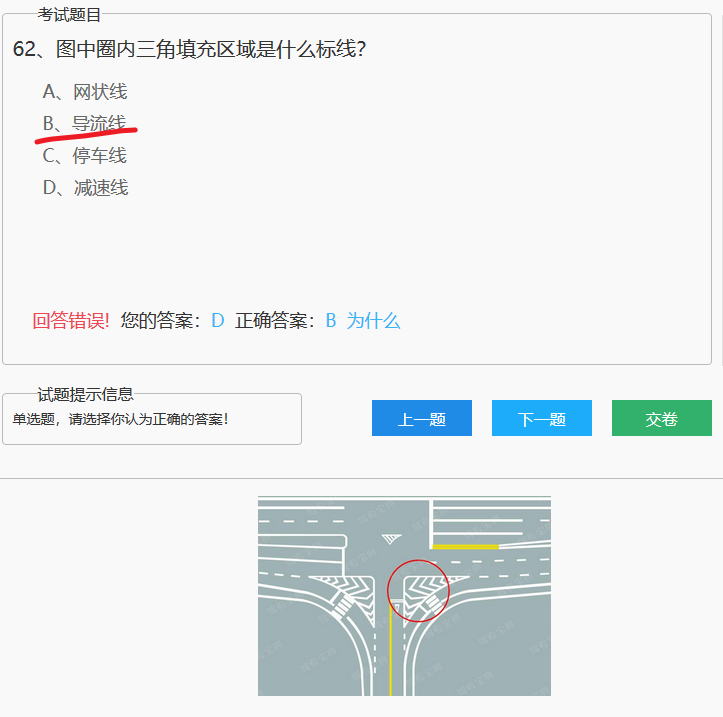 考试题目
62、图中圈内三角填充区域是什么标线?
A、网状线
B、导流线
C、停车线
D、减速线
回答错误! 您的答案：D 正确答案：B 为什么
试题提示信息
单选题，请选择你认为正确的答案!
上一题 下一题 交卷